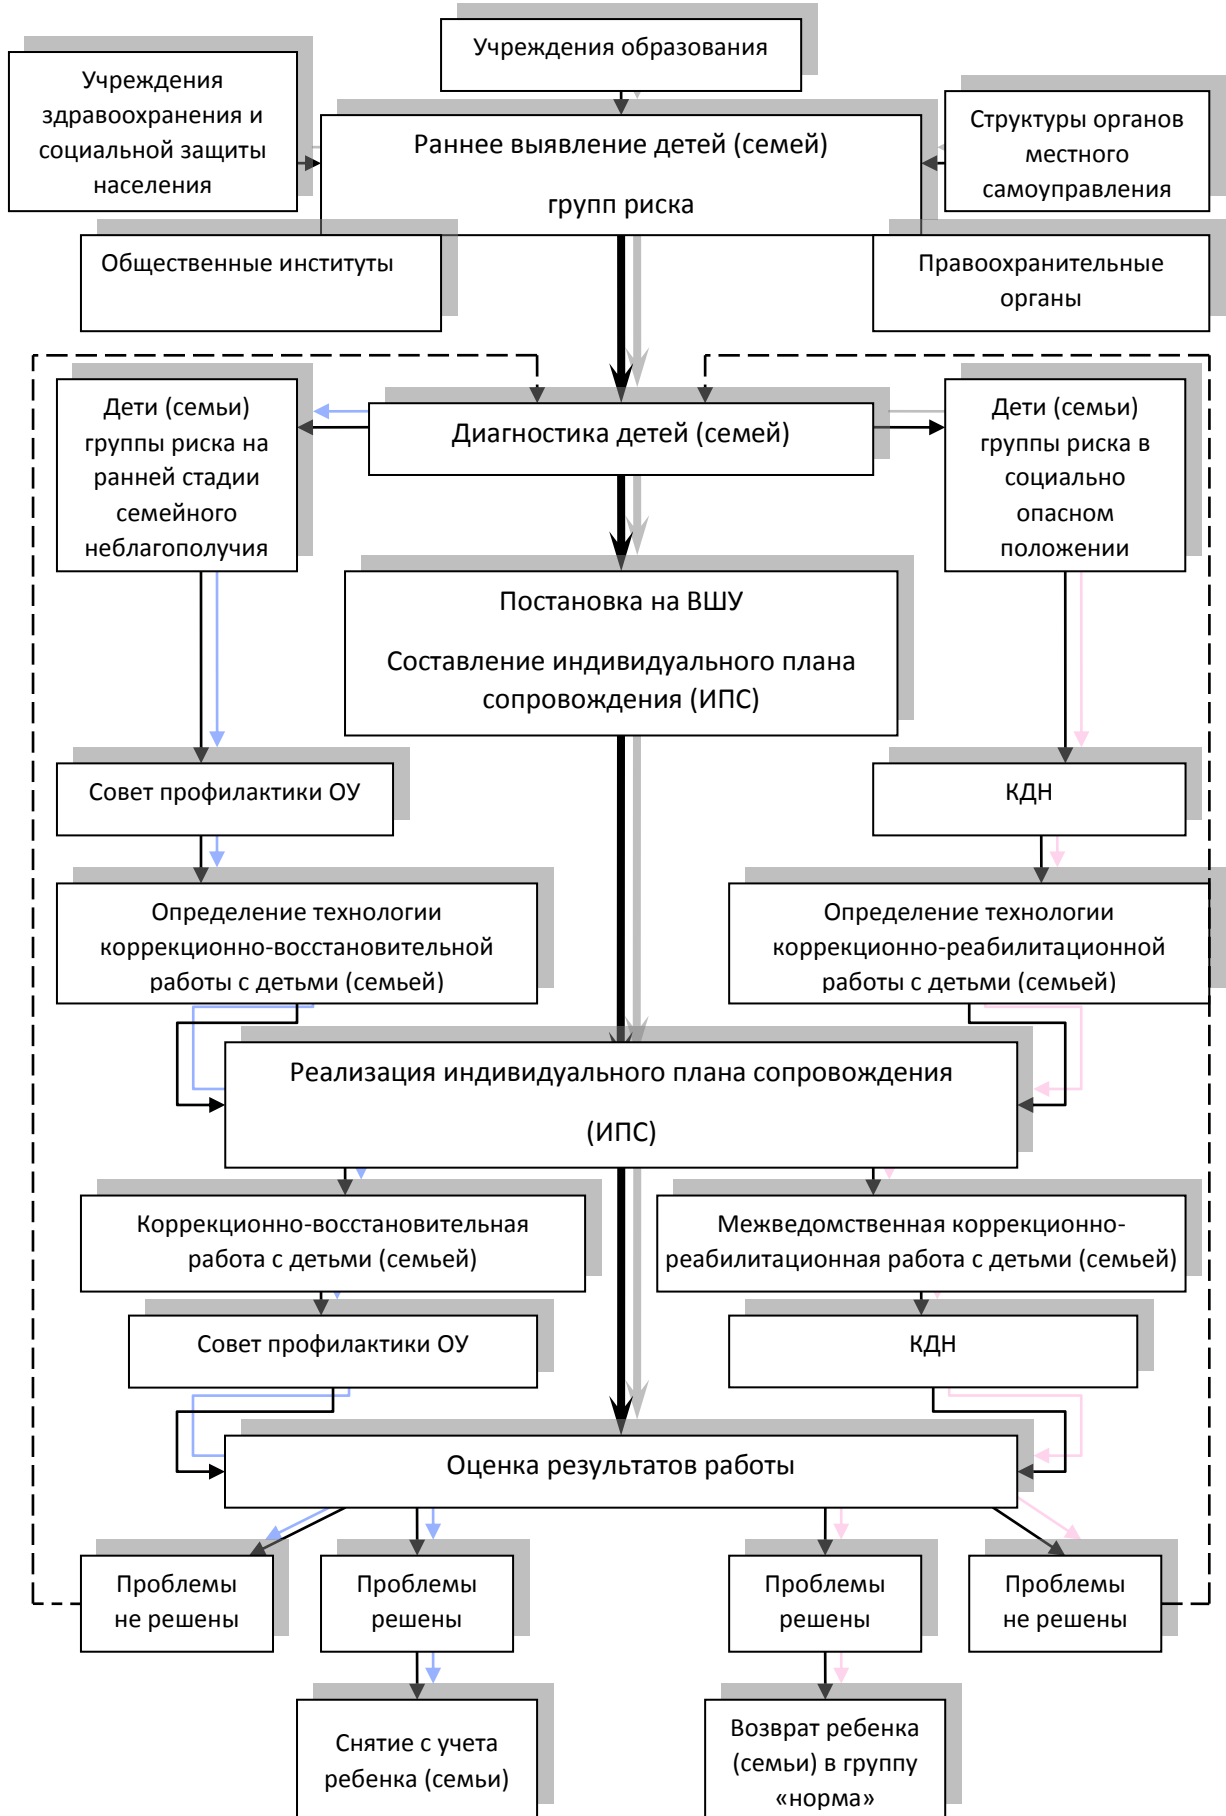 Учреждения образования
Учреждения
здравоохранения и
социальной защиты
населения
Раннее выявление детей (семей)
групп риска
Структуры органов
местного
самоуправления
Общественные институты
Правоохранительные
органы
Дети (семьи)
группы риска на
ранней стадии
семейного
неблагополучия
Диагностика детей (семей)
Дети (семьи)
группы риска в
социально
опасном
положении
Постановка на ВШУ
Составление индивидуального плана
сопровождения (ИПС)
Совет профилактики ОУ
КДН
Определение технологии
коррекционно-восстановительной
работы с детьми (семьей)
Определение технологии
коррекционно-реабилитационной
работы с детьми (семьей)
Реализация индивидуального плана сопровождения
(ИПС)
Коррекционно-восстановительная
работа с детьми (семьей)
Межведомственная коррекционно-
реабилитационная работа с детьми (семьей)
Совет профилактики ОУ
КДН
Оценка результатов работы
Проблемы
не решены
Проблемы
решены
Проблемы
решены
Проблемы
не решены
Снятие с учета
ребенка (семьи)
Возврат ребенка
(семьи) в группу
«норма»